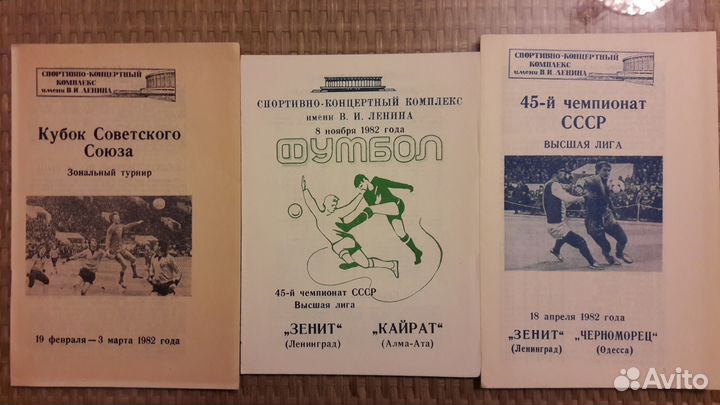 СПОРТИВНО-КОНЦЕРТНЫЙ
КОМПЛЕКС
имени В. И. ЛЕНИНА
Кубок Советского
Союза
Зональный турнир
19 февраля — 3 марта 1982 года
СПОРТИВНО-КОНЦЕРТНЫЙ КОМПЛЕКС
имени В. И. ЛЕНИНА
8 ноября 1982 года
ФУТБОЛ
45-й чемпионат СССР
Высшая лига
„ЗЕНИТ“ „КАЙРАТ“
(Ленинград) (Алма-Ата)
СПОРТИВНО-КОНЦЕРТНЫЙ
КОМПЛЕКС
имени В. И. ЛЕНИНА
45-й чемпионат
СССР
ВЫСШАЯ ЛИГА
18 апреля 1982 года
„ЗЕНИТ“ „ЧЕРНОМОРЕЦ“
(Ленинград) (Одесса)
Avito